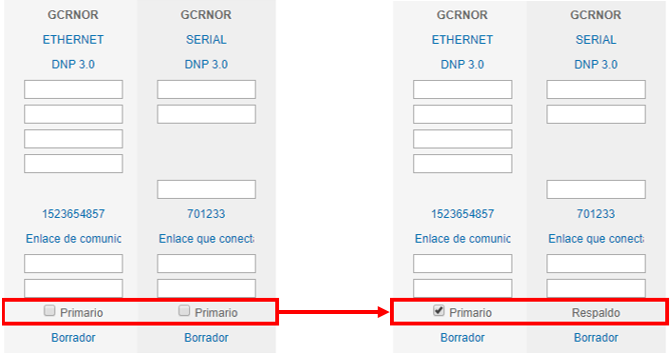 GCRNOR GCRNOR GCRNOR GCRNOR
ETHERNET SERIAL ETHERNET SERIAL
DNP 3.0 DNP 3.0 DNP 3.0 DNP 3.0
1523654857 701233 1523654857 701233
Enlace de comunic Enlace que conecta Enlace de comunic Enlace que conecta
Primario Primario Primario Respaldo
Borrador Borrador Borrador Borrador